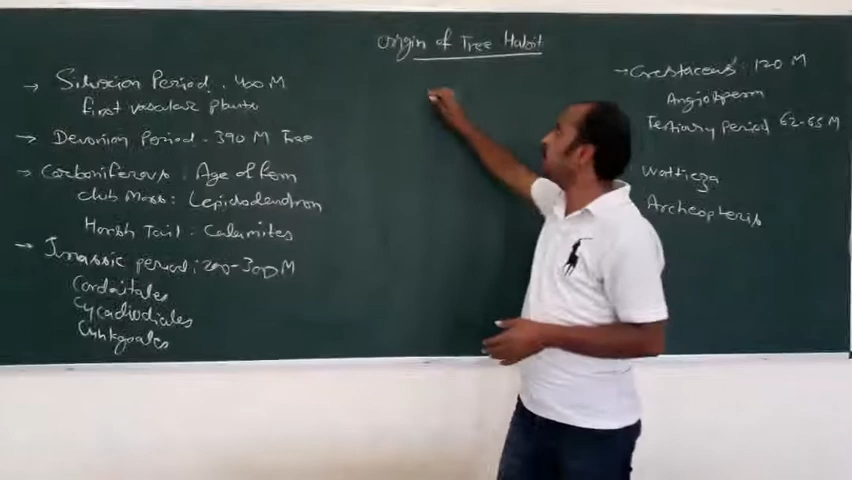 Origin of Tree Habit
→ Silurian Period . 400 M
first vascular plants
→ Devonian Period - 390 M Tree
→ Carboniferous : Age of fern
club Moss : Lepidodendron
Horsh Tail : Calamites
→ Jurassic period : 200-300 M
Cordaitales
Cycadiodiales
Ginkgoales
→ Cretaceous : 120 M
Angiosperm
Tertiary Period 62-65 M
Wattieza
Archeopteris